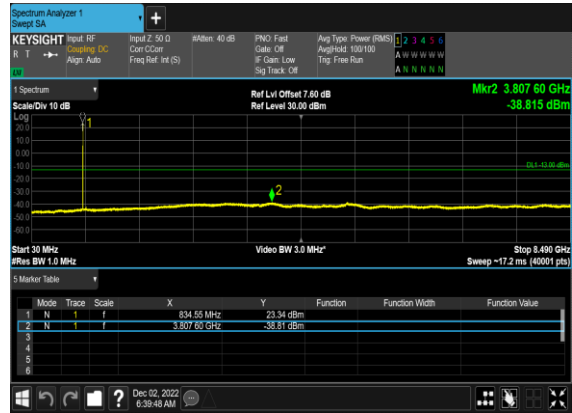 Spectrum Analyzer 1
Swept SA
KEYSIGHT Input: RF Input Z: 50 Ω #Atten: 40 dB PNO: Fast Avg Type: Power (RMS) 1 2 3 4 5 6
R T Coupling: DC Corr CCorr Gate: Off Avg|Hold: 100/100 A W W W W W
Align: Auto Freq Ref: Int (S) IF Gain: Low Trig: Free Run
Sig Track: Off A N N N N N
1 Spectrum Ref Lvl Offset 7.60 dB Mkr2 3.807 60 GHz
Scale/Div 10 dB Ref Level 30.00 dBm -38.815 dBm
Log
20.0
1
10.0
0.00
-10.0
DL1 -13.00 dBm
-20.0
-30.0
2
-40.0
-50.0
-60.0
Start 30 MHz Video BW 3.0 MHz* Stop 8.490 GHz
#Res BW 1.0 MHz Sweep ~17.2 ms (40001 pts)
5 Marker Table
Mode Trace Scale X Y Function Function Width Function Value
1 N 1 f 834.55 MHz 23.34 dBm
2 N 1 f 3.807 60 GHz -38.81 dBm
3
4
5
6
? Dec 02, 2022
6:39:48 AM